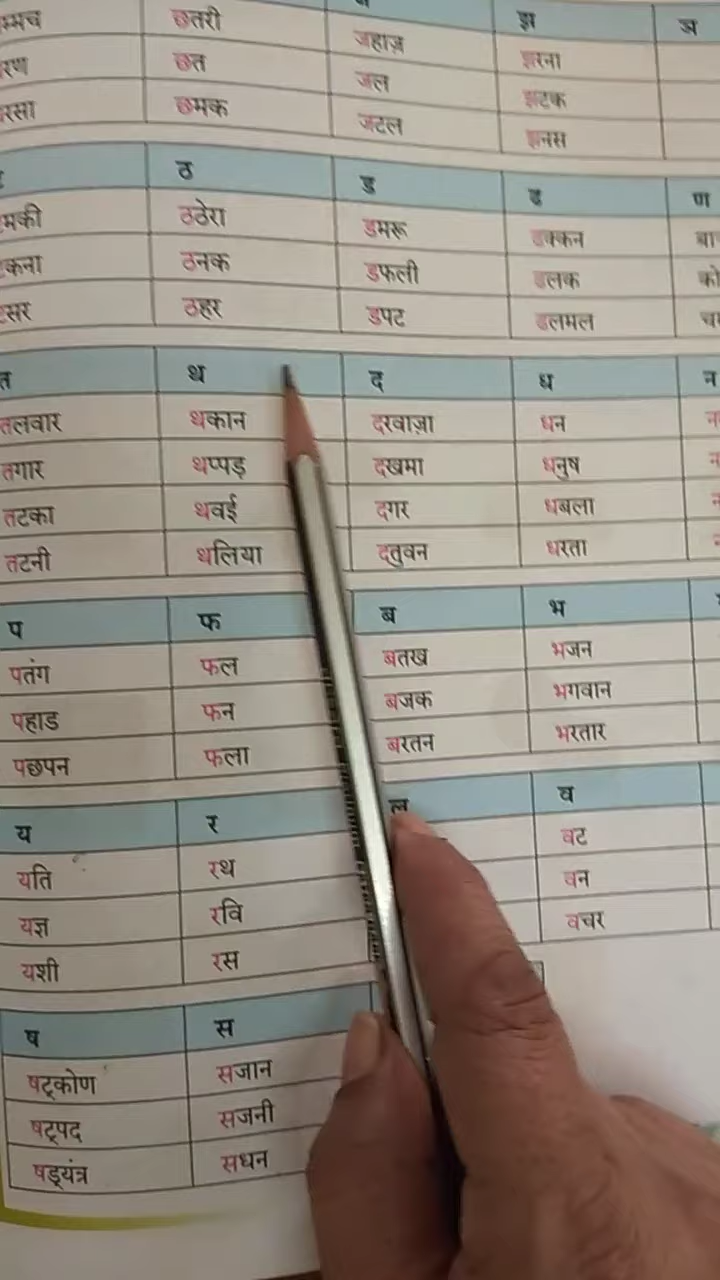 छतरी जहाज़ झरना
छत जल झटक
छमक जटल झनस
ठ ड ढ ण
ठठेरा डमरू ढक्कन
ठनक डफली ढलक
ठहर डपट ढलमल
त थ द ध न
तलवार थकान दरवाज़ा धन
तगार थप्पड़ दखमा धनुष
तटका थवई दगर धबला
तटनी थलिया दतुवन धरता
प फ ब भ
पतंग फल बतख भजन
पहाड फन बजक भगवान
पछपन फला बरतन भरतार
य र ल व
यति रथ वट
यज्ञ रवि वन
यशी रस वचर
ष स
षट्कोण सजान
षट्पद सजनी
षड्यंत्र सधन